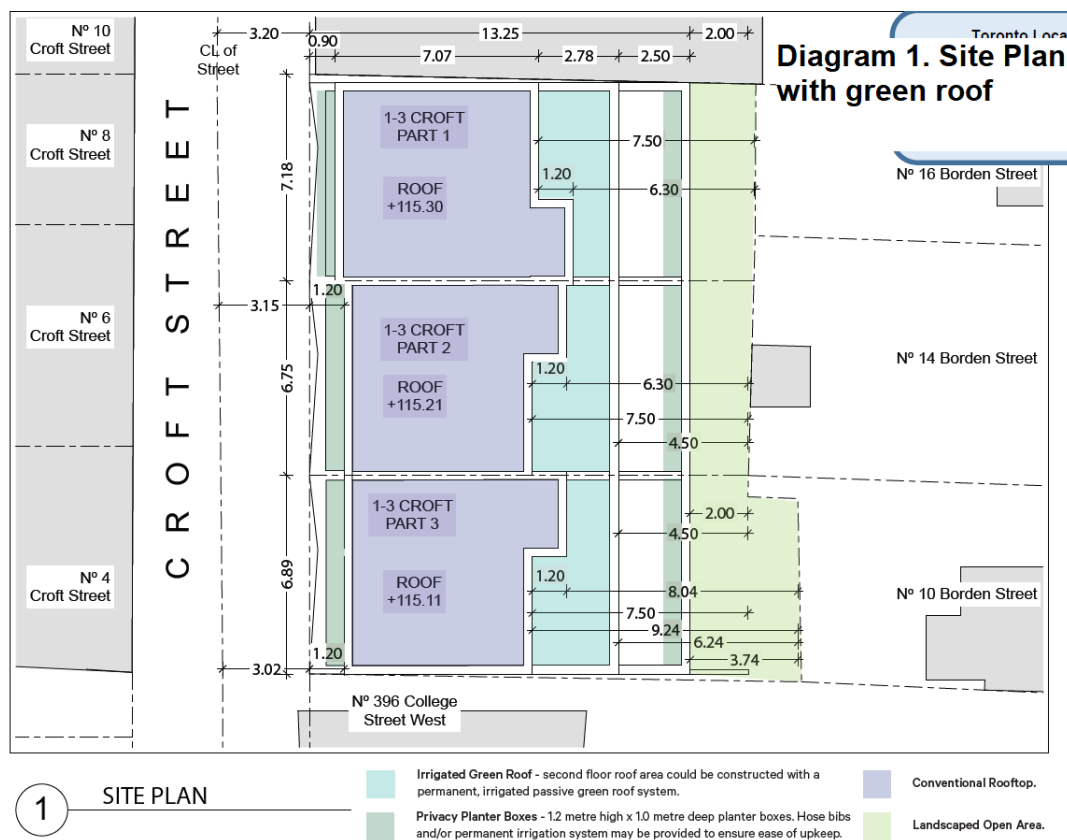 Nº 10
Croft Street
CL of
Street
3.20
0.90
13.25
2.00
7.07
2.78
2.50
Toronto Loca
Diagram 1. Site Plan
with green roof
Nº 8
Croft Street
CROFT STREET
7.18
1-3 CROFT
PART 1
ROOF
+115.30
7.50
1.20
6.30
Nº 16 Borden Street
Nº 6
Croft Street
3.15
1.20
6.75
1-3 CROFT
PART 2
ROOF
+115.21
1.20
6.30
7.50
4.50
Nº 14 Borden Street
Nº 4
Croft Street
3.02
1.20
6.89
1-3 CROFT
PART 3
ROOF
+115.11
2.00
4.50
1.20
8.04
7.50
9.24
6.24
3.74
Nº 10 Borden Street
Nº 396 College
Street West
1
SITE PLAN
Irrigated Green Roof - second floor roof area could be constructed with a
permanent, irrigated passive green roof system.
Privacy Planter Boxes - 1.2 metre high x 1.0 metre deep planter boxes. Hose bibs
and/or permanent irrigation system may be provided to ensure ease of upkeep.
Conventional Rooftop.
Landscaped Open Area.